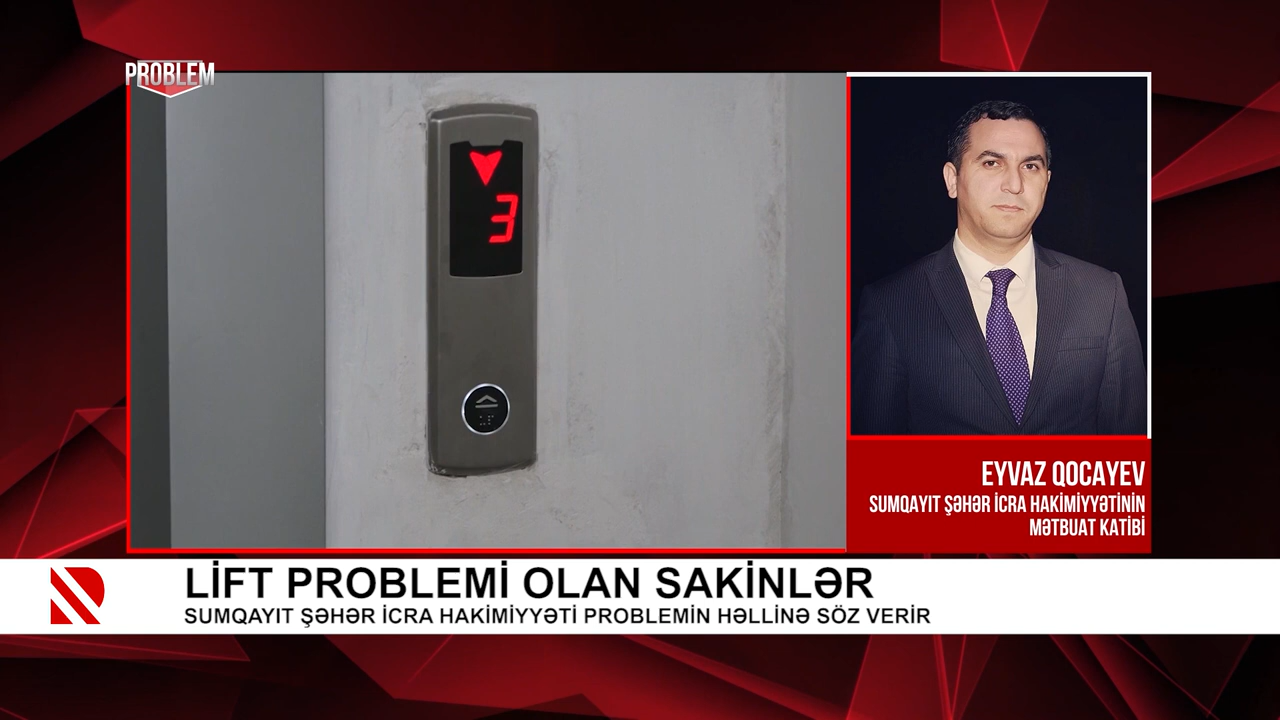 PROBLEM
3
EYVAZ QOCAYEV
SUMQAYIT ŞƏHƏR İCRA HAKİMİYYƏTİNİN
MƏTBUAT KATİBİ
LİFT PROBLEMİ OLAN SAKİNLƏR
SUMQAYIT ŞƏHƏR İCRA HAKİMİYYƏTİ PROBLEMİN HƏLLİNƏ SÖZ VERİR